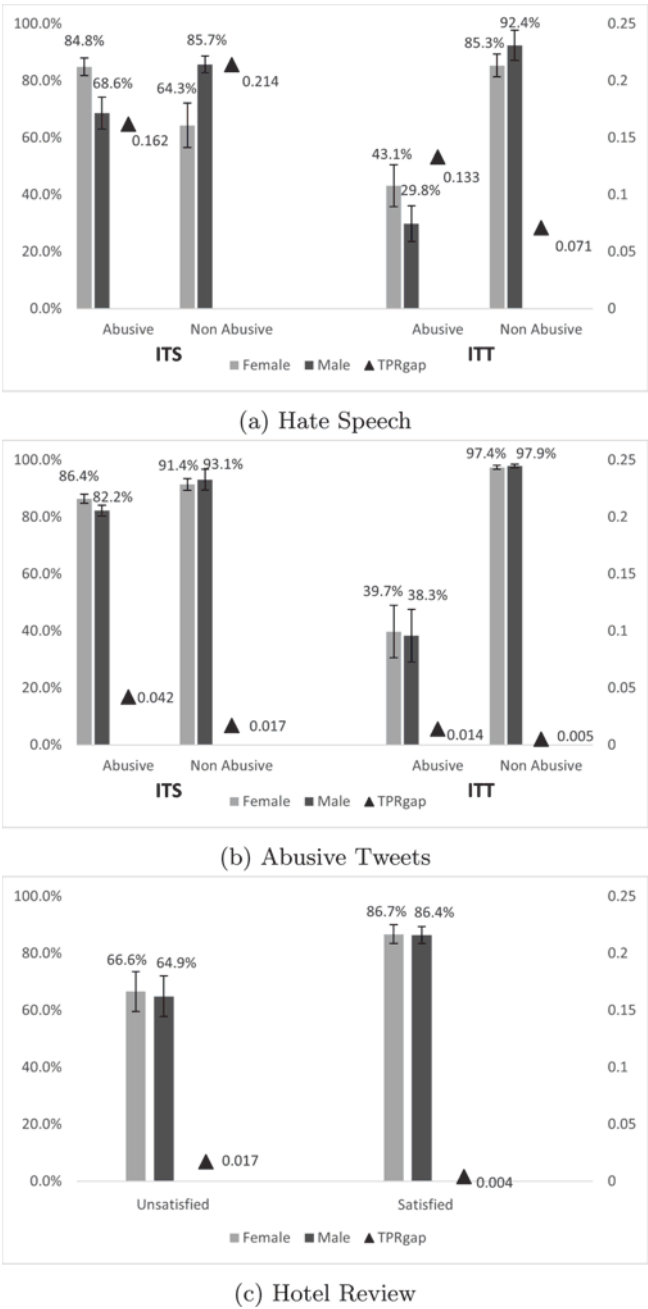 100.0% 84.8% 85.7% 85.3% 92.4% 0.25
80.0% 68.6% 64.3% 0.214 0.2
60.0% 0.162 43.1% 0.133 0.15
40.0% 29.8% 0.1
20.0% 0.071 0.05
0.0% 0
Abusive Non Abusive Abusive Non Abusive
ITS ITT
Female Male TPRgap
(a) Hate Speech
100.0% 86.4% 91.4% 93.1% 97.4% 97.9% 0.25
80.0% 82.2% 0.2
60.0% 0.15
40.0% 39.7% 38.3% 0.1
20.0% 0.042 0.017 0.014 0.005 0.05
0.0% 0
Abusive Non Abusive Abusive Non Abusive
ITS ITT
Female Male TPRgap
(b) Abusive Tweets
100.0% 86.7% 86.4% 0.25
80.0% 0.2
60.0% 66.6% 64.9% 0.15
40.0% 0.1
20.0% 0.017 0.004 0.05
0.0% 0
Unsatisfied Satisfied
Female Male TPRgap
(c) Hotel Review